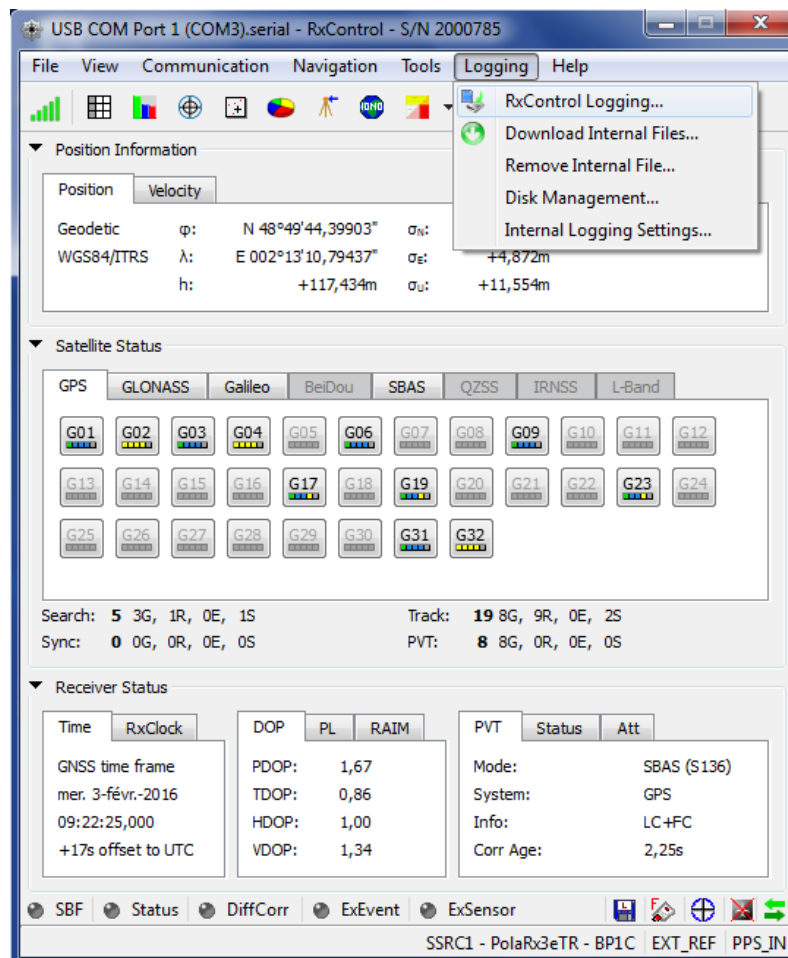 USB COM Port 1 (COM3).serial - RxControl - S/N 2000785
File View Communication Navigation Tools Logging Help
RxControl Logging...
Download Internal Files...
Remove Internal File...
Disk Management...
Internal Logging Settings...
IONO
Position Information
Position Velocity
Geodetic φ: N 48°49'44,39903" σN:
WGS84/ITRS λ: E 002°13'10,79437" σE: +4,872m
h: +117,434m σU: +11,554m
Satellite Status
GPS GLONASS Galileo BeiDou SBAS QZSS IRNSS L-Band
G01 G02 G03 G04 G05 G06 G07 G08 G09 G10 G11 G12
G13 G14 G15 G16 G17 G18 G19 G20 G21 G22 G23 G24
G25 G26 G27 G28 G29 G30 G31 G32
Search: 5 3G, 1R, 0E, 1S Track: 19 8G, 9R, 0E, 2S
Sync: 0 0G, 0R, 0E, 0S PVT: 8 8G, 0R, 0E, 0S
Receiver Status
Time RxClock DOP PL RAIM PVT Status Att
GNSS time frame PDOP: 1,67 Mode: SBAS (S136)
mer. 3-févr.-2016 TDOP: 0,86 System: GPS
09:22:25,000 HDOP: 1,00 Info: LC+FC
+17s offset to UTC VDOP: 1,34 Corr Age: 2,25s
SBF Status DiffCorr ExEvent ExSensor
SSRC1 - PolaRx3eTR - BP1C EXT_REF PPS_IN